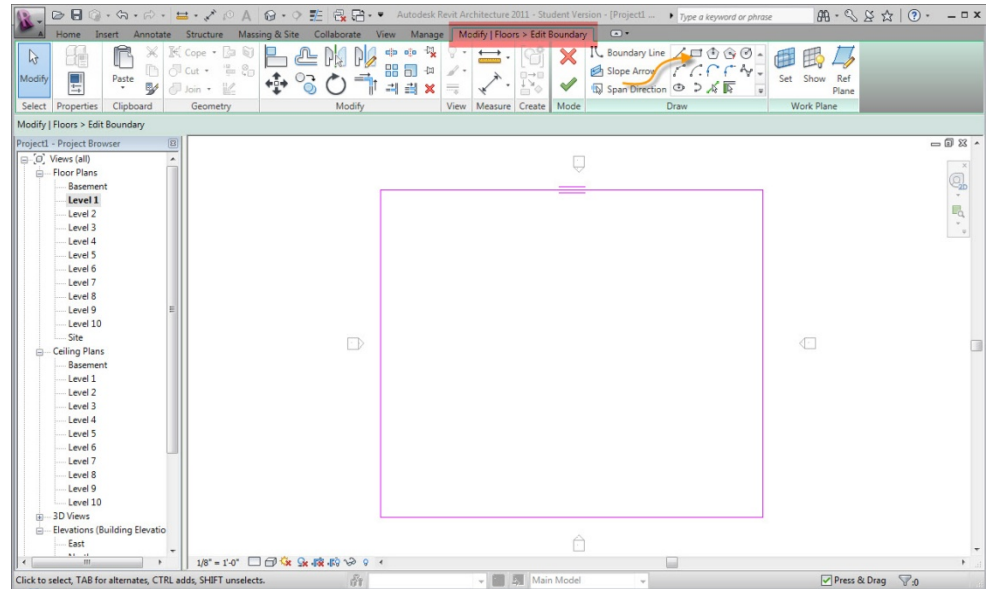 Autodesk Revit Architecture 2011 - Student Version - [Project1 ...
Type a keyword or phrase
Home Insert Annotate Structure Massing & Site Collaborate View Manage Modify | Floors > Edit Boundary
Modify
Paste
Cope
Cut
Join
Boundary Line
Slope Arrow
Span Direction
Set Show Ref
Plane
Select Properties Clipboard Geometry Modify View Measure Create Mode Draw Work Plane
Modify | Floors > Edit Boundary
Project1 - Project Browser
Views (all)
Floor Plans
Basement
Level 1
Level 2
Level 3
Level 4
Level 5
Level 6
Level 7
Level 8
Level 9
Level 10
Site
Ceiling Plans
Basement
Level 1
Level 2
Level 3
Level 4
Level 5
Level 6
Level 7
Level 8
Level 9
Level 10
3D Views
Elevations (Building Elevatio
East
2D
1/8" = 1'-0"
Click to select, TAB for alternates, CTRL adds, SHIFT unselects.
Main Model
Press & Drag
:0